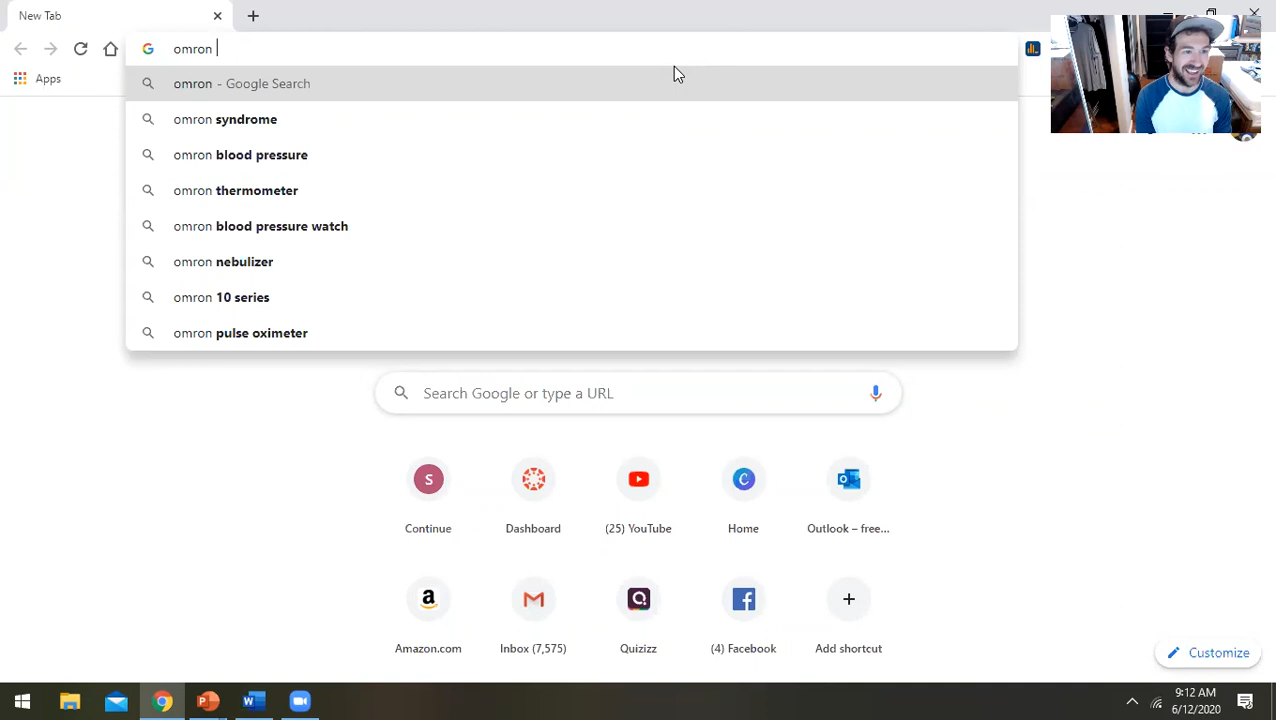 New Tab
omron
Apps
omron - Google Search
omron syndrome
omron blood pressure
omron thermometer
omron blood pressure watch
omron nebulizer
omron 10 series
omron pulse oximeter
Search Google or type a URL
S
Continue
Dashboard
(25) YouTube
Home
Outlook – free...
Amazon.com
Inbox (7,575)
Quizizz
(4) Facebook
Add shortcut
Customize
9:12 AM
6/12/2020